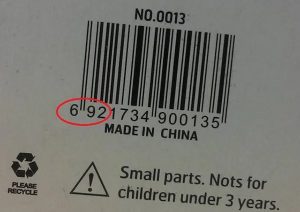 NO.0013
6 921734 900135
MADE IN CHINA
PLEASE
RECYCLE
Small parts. Nots for
children under 3 years.